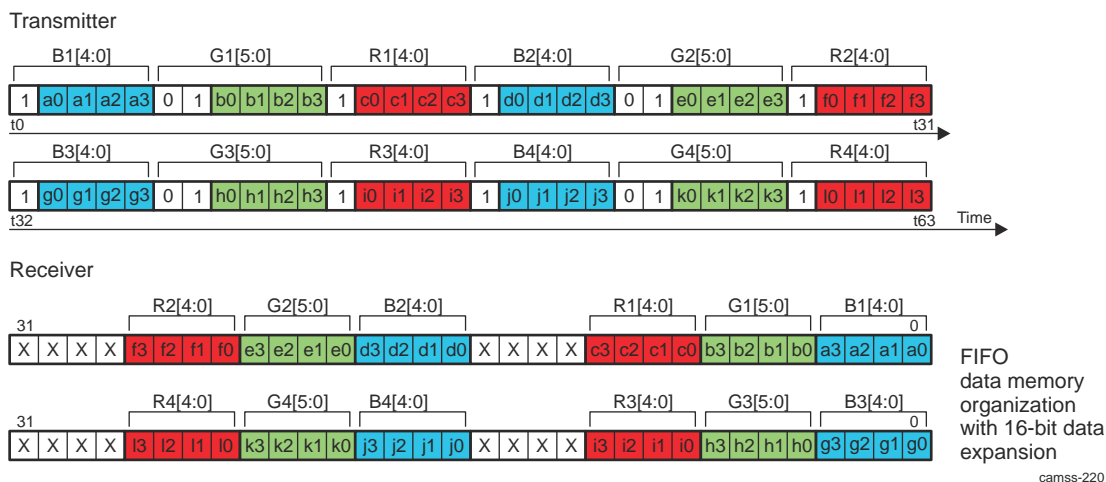 Transmitter
B1[4:0] G1[5:0] R1[4:0] B2[4:0] G2[5:0] R2[4:0]
1 a0 a1 a2 a3 0 1 b0 b1 b2 b3 1 c0 c1 c2 c3 1 d0 d1 d2 d3 0 1 e0 e1 e2 e3 1 f0 f1 f2 f3
t0 t31
B3[4:0] G3[5:0] R3[4:0] B4[4:0] G4[5:0] R4[4:0]
1 g0 g1 g2 g3 0 1 h0 h1 h2 h3 1 i0 i1 i2 i3 1 j0 j1 j2 j3 0 1 k0 k1 k2 k3 1 l0 l1 l2 l3
t32 t63 Time
Receiver
R2[4:0] G2[5:0] B2[4:0] R1[4:0] G1[5:0] B1[4:0]
31 0
X X X X f3 f2 f1 f0 e3 e2 e1 e0 d3 d2 d1 d0 X X X X c3 c2 c1 c0 b3 b2 b1 b0 a3 a2 a1 a0
R4[4:0] G4[5:0] B4[4:0] R3[4:0] G3[5:0] B3[4:0]
31 0
X X X X l3 l2 l1 l0 k3 k2 k1 k0 j3 j2 j1 j0 X X X X i3 i2 i1 i0 h3 h2 h1 h0 g3 g2 g1 g0
FIFO
data memory
organization
with 16-bit data
expansion
camss-220